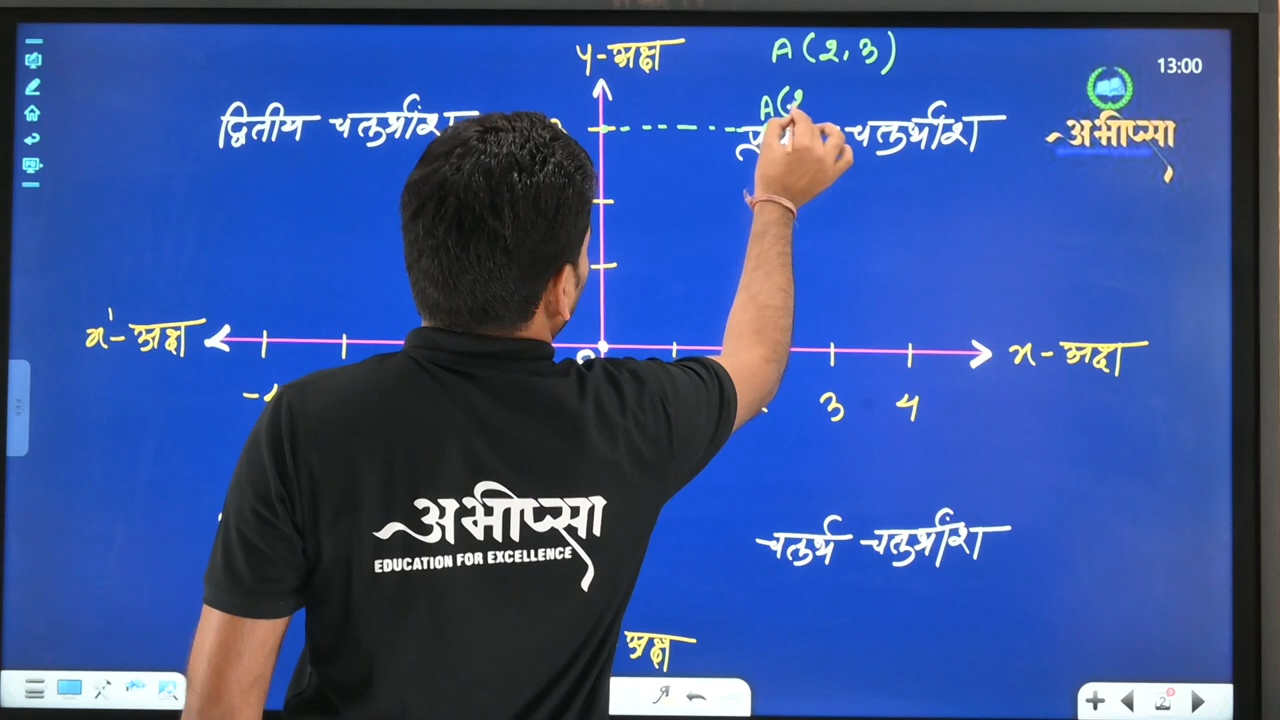 y-अक्ष A(2,3)
13:00
A(2
द्वितीय चतुर्थांश
चतुर्थांश
अभीप्सा
x'-अक्ष
x-अक्ष
3 4
अभीप्सा
EDUCATION FOR EXCELLENCE
चतुर्थ चतुर्थांश
अक्ष
2